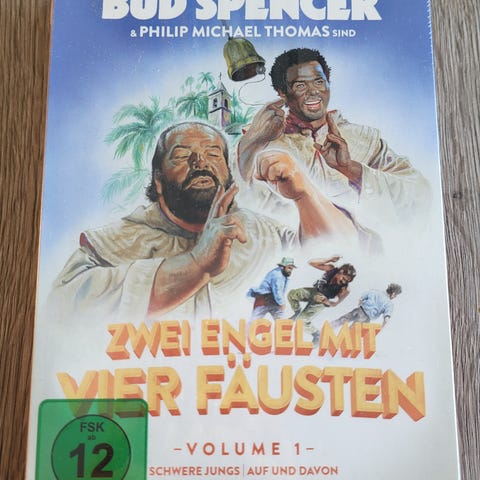 BUD SPENCER
& PHILIP MICHAEL THOMAS SIND
ZWEI ENGEL MIT
VIER FÄUSTEN
FSK
ab
12
-VOLUME 1-
SCHWERE JUNGS | AUF UND DAVON